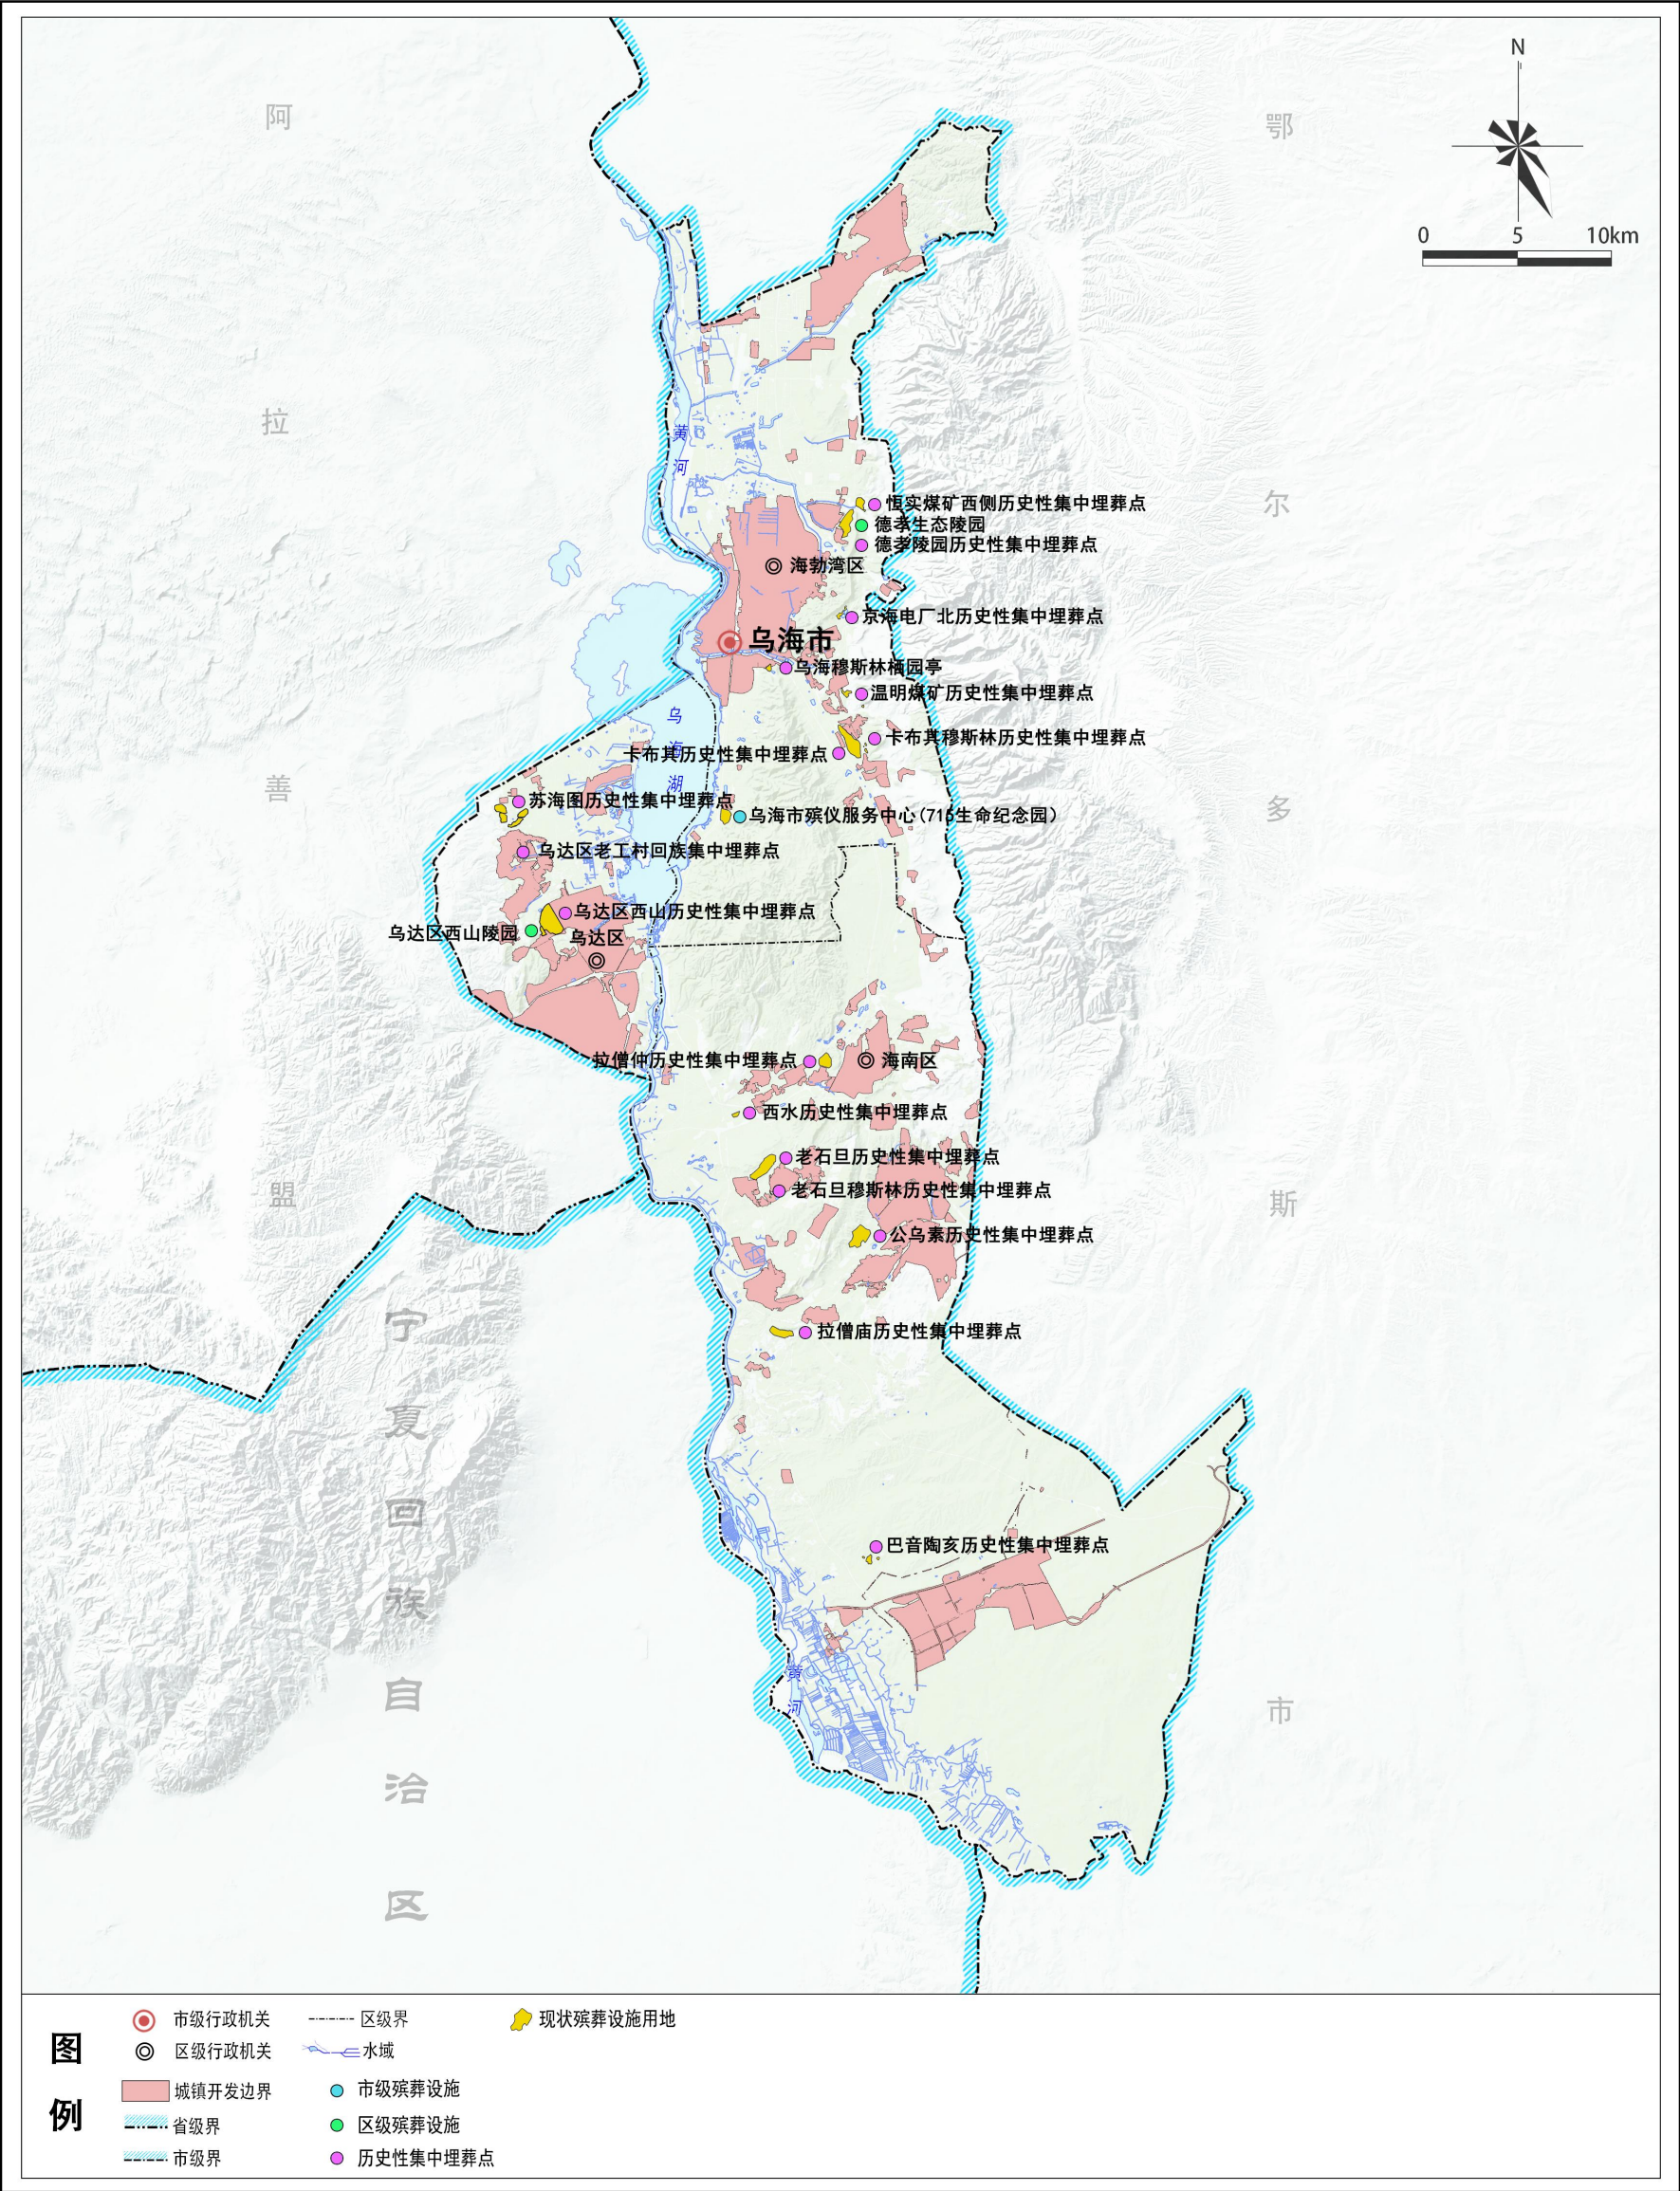 N
0 5 10km
阿拉善盟
鄂尔多斯市
宁夏回族自治区
黄河
恒实煤矿西侧历史性集中埋葬点
德孝生态陵园
德孝陵园历史性集中埋葬点
海勃湾区
京海电厂北历史性集中埋葬点
乌海市
乌海穆斯林栖园亭
温明煤矿历史性集中埋葬点
乌海湖
卡布其穆斯林历史性集中埋葬点
卡布其历史性集中埋葬点
苏海图历史性集中埋葬点
乌海市殡仪服务中心(715生命纪念园)
乌达区老工村回族集中埋葬点
乌达区西山历史性集中埋葬点
乌达区西山陵园
乌达区
拉僧仲历史性集中埋葬点
海南区
西水历史性集中埋葬点
老石旦历史性集中埋葬点
老石旦穆斯林历史性集中埋葬点
公乌素历史性集中埋葬点
拉僧庙历史性集中埋葬点
巴音陶亥历史性集中埋葬点
黄河
图例
市级行政机关
区级行政机关
城镇开发边界
省级界
市级界
区级界
水域
市级殡葬设施
区级殡葬设施
历史性集中埋葬点
现状殡葬设施用地